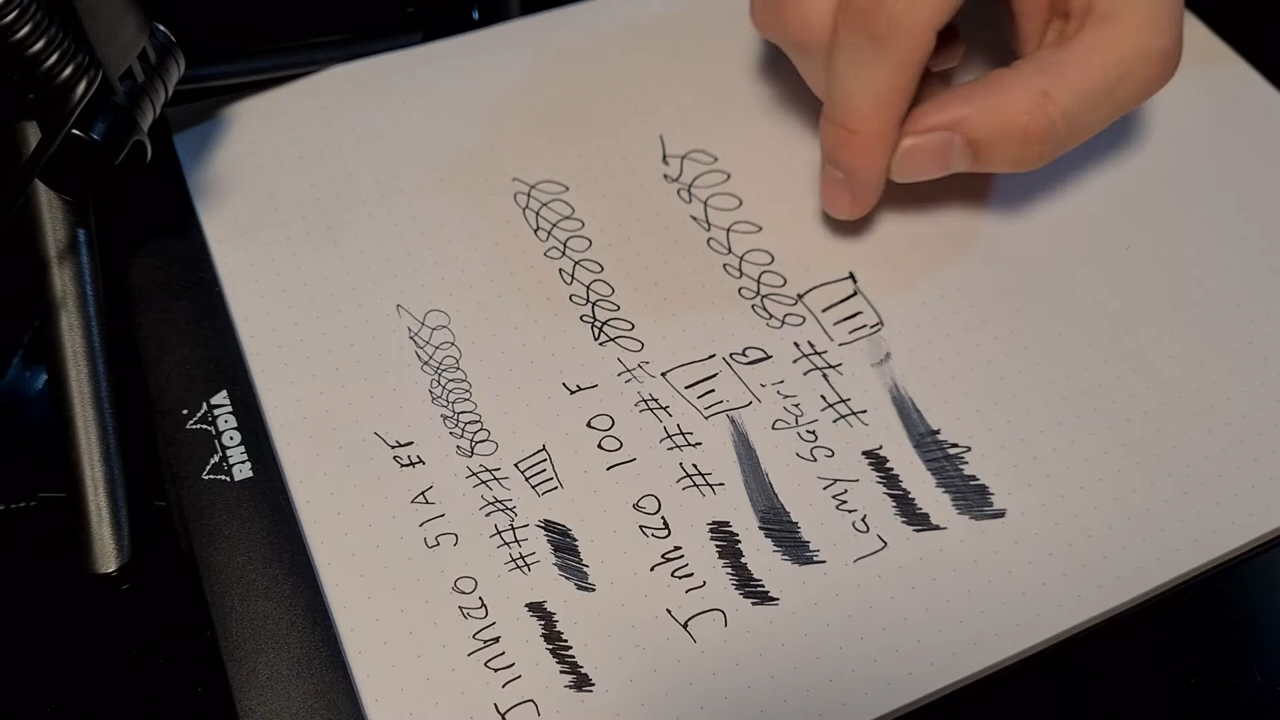 Jinhao 51A EF
####
Jinhao 100 F
####
Lamy Safari B
###
RHODIA